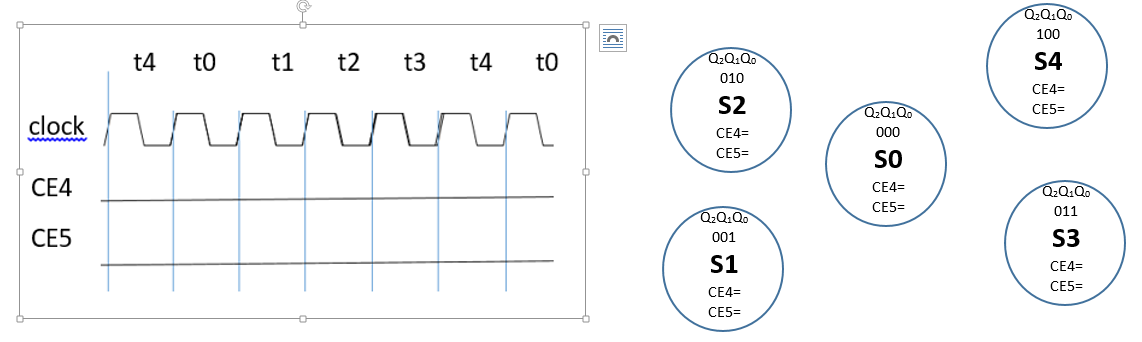 t4 t0 t1 t2 t3 t4 t0
clock
CE4
CE5
Q₂Q₁Q₀
010
S2
CE4=
CE5=
Q₂Q₁Q₀
001
S1
CE4=
CE5=
Q₂Q₁Q₀
000
S0
CE4=
CE5=
Q₂Q₁Q₀
100
S4
CE4=
CE5=
Q₂Q₁Q₀
011
S3
CE4=
CE5=